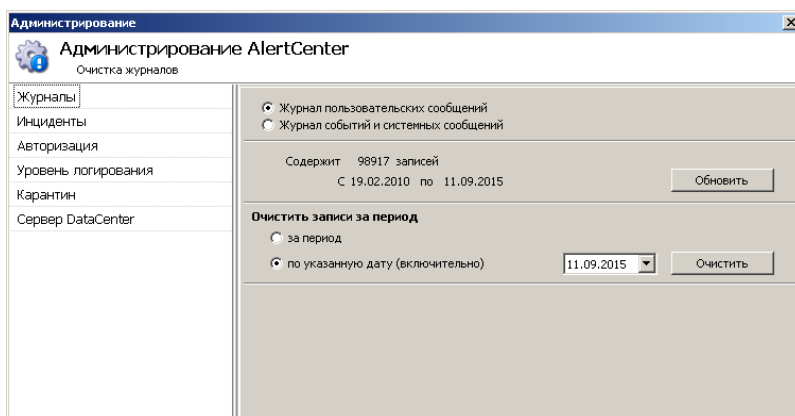 Администрирование
Администрирование AlertCenter
Очистка журналов
Журналы
Инциденты
Авторизация
Уровень логирования
Карантин
Сервер DataCenter
Журнал пользовательских сообщений
Журнал событий и системных сообщений
Содержит 98917 записей
С 19.02.2010 по 11.09.2015
Обновить
Очистить записи за период
за период
по указанную дату (включительно)
11.09.2015
Очистить